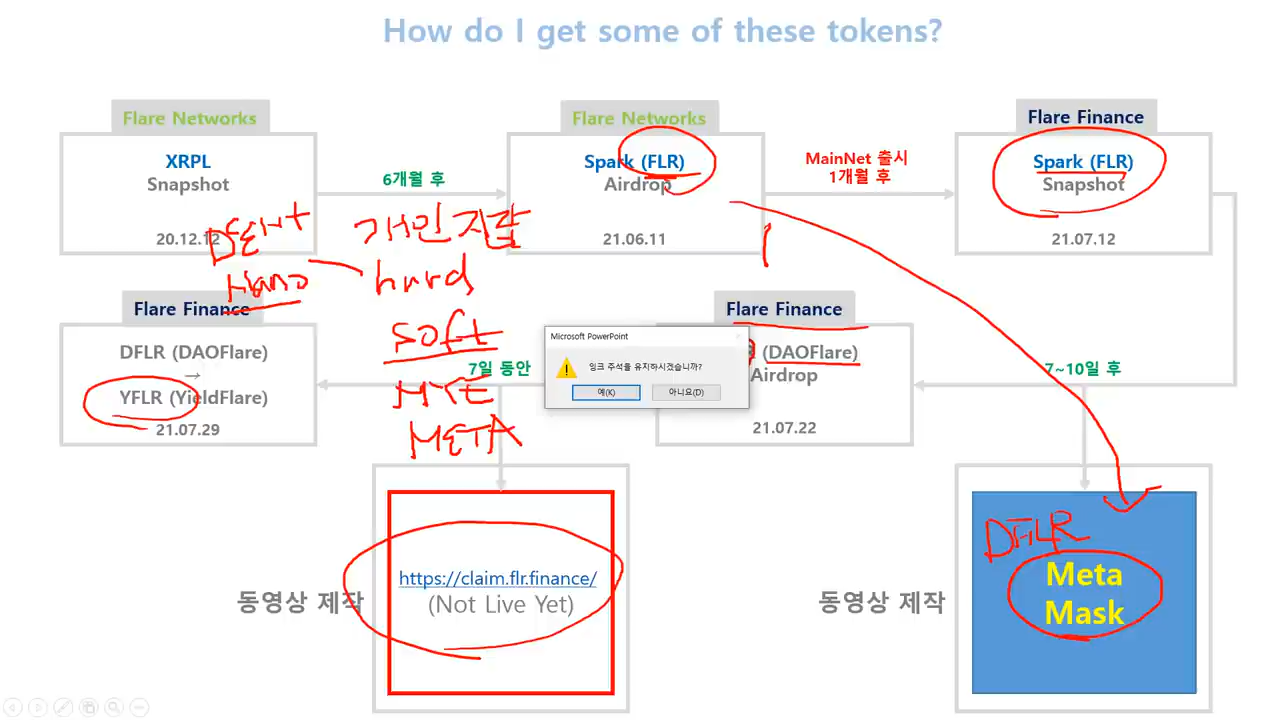 How do I get some of these tokens?
Flare Networks
XRPL
Snapshot
20.12.12
6개월 후
Flare Networks
Spark (FLR)
Airdrop
21.06.11
MainNet 출시
1개월 후
Flare Finance
Spark (FLR)
Snapshot
21.07.12
DCENT
Nano
개인지갑
hard
soft
MYE
META
Flare Finance
DFLR (DAOFlare)
→
YFLR (YieldFlare)
21.07.29
7일 동안
Microsoft PowerPoint
잉크 주석을 유지하시겠습니까?
예(K)
아니요(D)
Flare Finance
(DAOFlare)
Airdrop
21.07.22
7~10일 후
동영상 제작
https://claim.flr.finance/
(Not Live Yet)
동영상 제작
DFLR
Meta
Mask